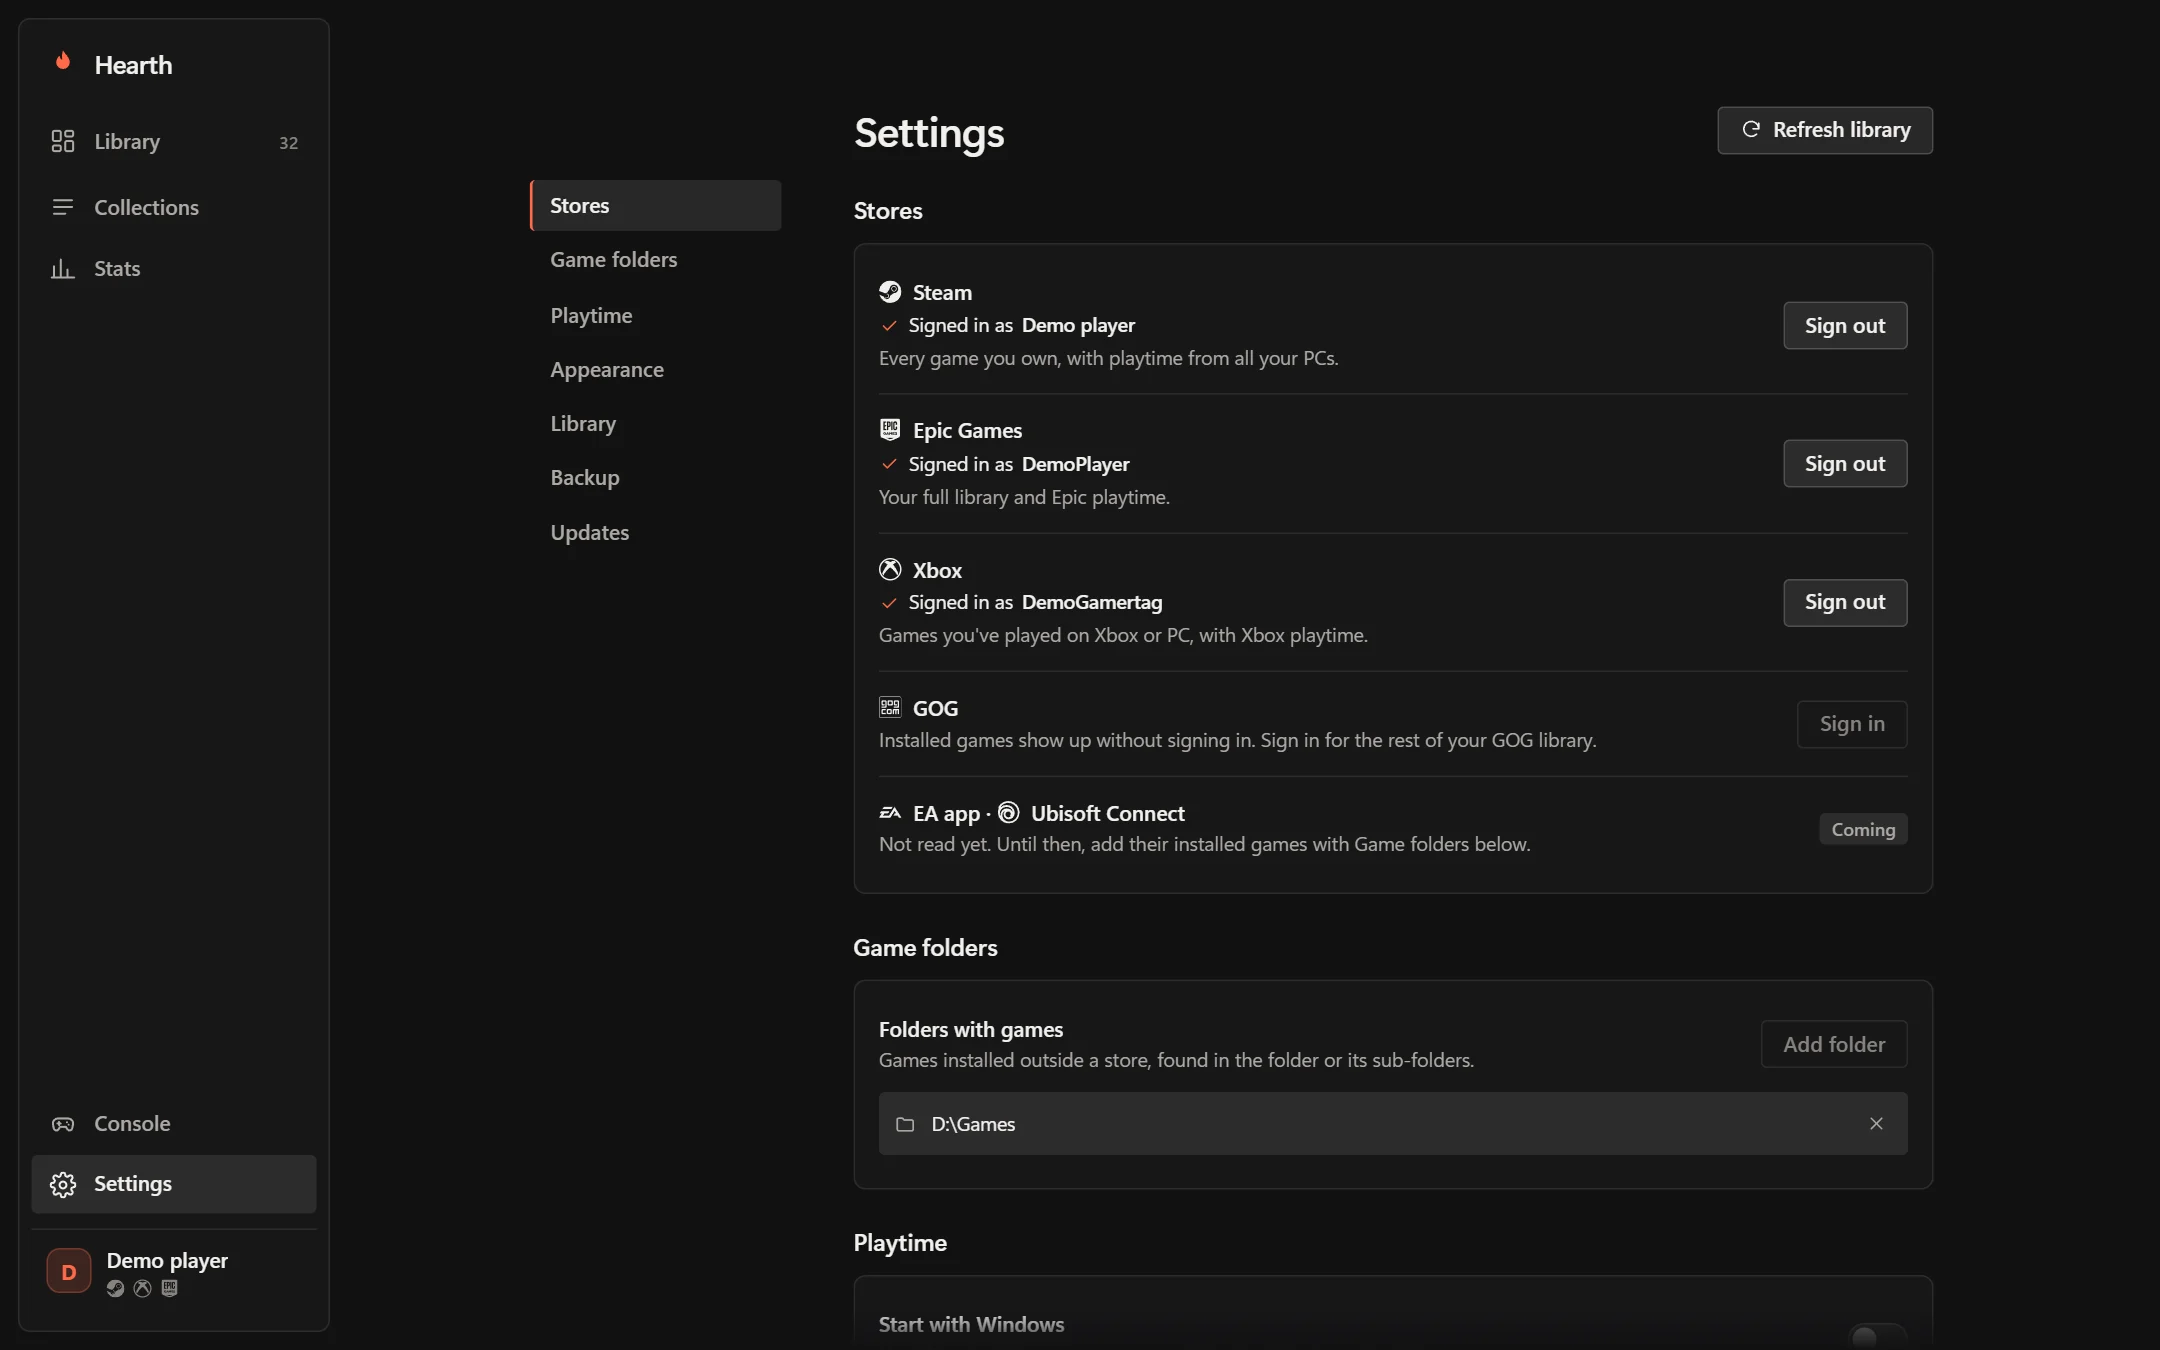 Hearth
Library 32
Collections
Stats
Console
Settings
D
Demo player
Settings
Refresh library
Stores
Game folders
Playtime
Appearance
Library
Backup
Updates
Stores
Steam
Signed in as Demo player
Every game you own, with playtime from all your PCs.
Sign out
EPIC GAMES
Epic Games
Signed in as DemoPlayer
Your full library and Epic playtime.
Sign out
Xbox
Signed in as DemoGamertag
Games you've played on Xbox or PC, with Xbox playtime.
Sign out
gog com
GOG
Installed games show up without signing in. Sign in for the rest of your GOG library.
Sign in
EA EA app · Ubisoft Connect
Not read yet. Until then, add their installed games with Game folders below.
Coming
Game folders
Folders with games
Games installed outside a store, found in the folder or its sub-folders.
Add folder
D:\Games
Playtime
Start with Windows